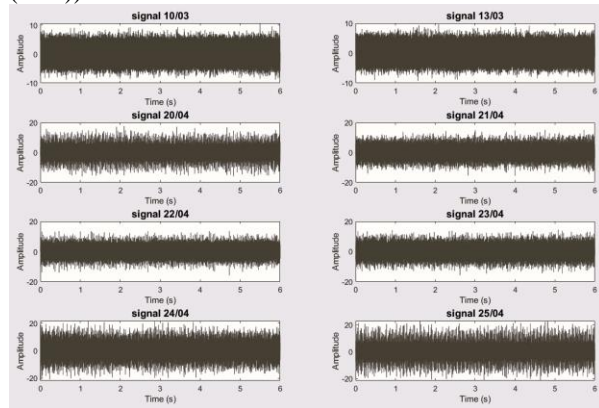 signal 10/03
10
0
-10
Amplitude
0 1 2 3 4 5 6
Time (s)
signal 13/03
10
0
-10
Amplitude
0 1 2 3 4 5 6
Time (s)
signal 20/04
20
0
-20
Amplitude
0 1 2 3 4 5 6
Time (s)
signal 21/04
20
0
-20
Amplitude
0 1 2 3 4 5 6
Time (s)
signal 22/04
20
0
-20
Amplitude
0 1 2 3 4 5 6
Time (s)
signal 23/04
20
0
-20
Amplitude
0 1 2 3 4 5 6
Time (s)
signal 24/04
20
0
-20
Amplitude
0 1 2 3 4 5 6
Time (s)
signal 25/04
20
0
-20
Amplitude
0 1 2 3 4 5 6
Time (s)